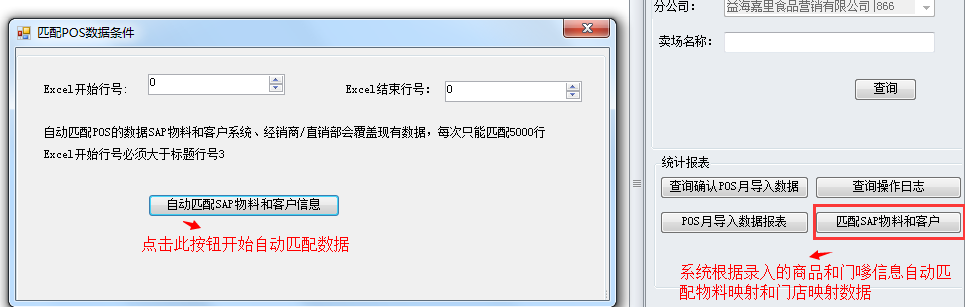 匹配POS数据条件
Excel开始行号:
0
Excel结束行号:
0
自动匹配POS的数据SAP物料和客户系统、经销商/直销部会覆盖现有数据，每次只能匹配5000行
Excel开始行号必须大于标题行号3
自动匹配SAP物料和客户信息
点击此按钮开始自动匹配数据
分公司：
益海嘉里食品营销有限公司|866
卖场名称：
查询
统计报表
查询确认POS月导入数据
查询操作日志
POS月导入数据报表
匹配SAP物料和客户
系统根据录入的商品和门嗲信息自动匹
配物料映射和门店映射数据